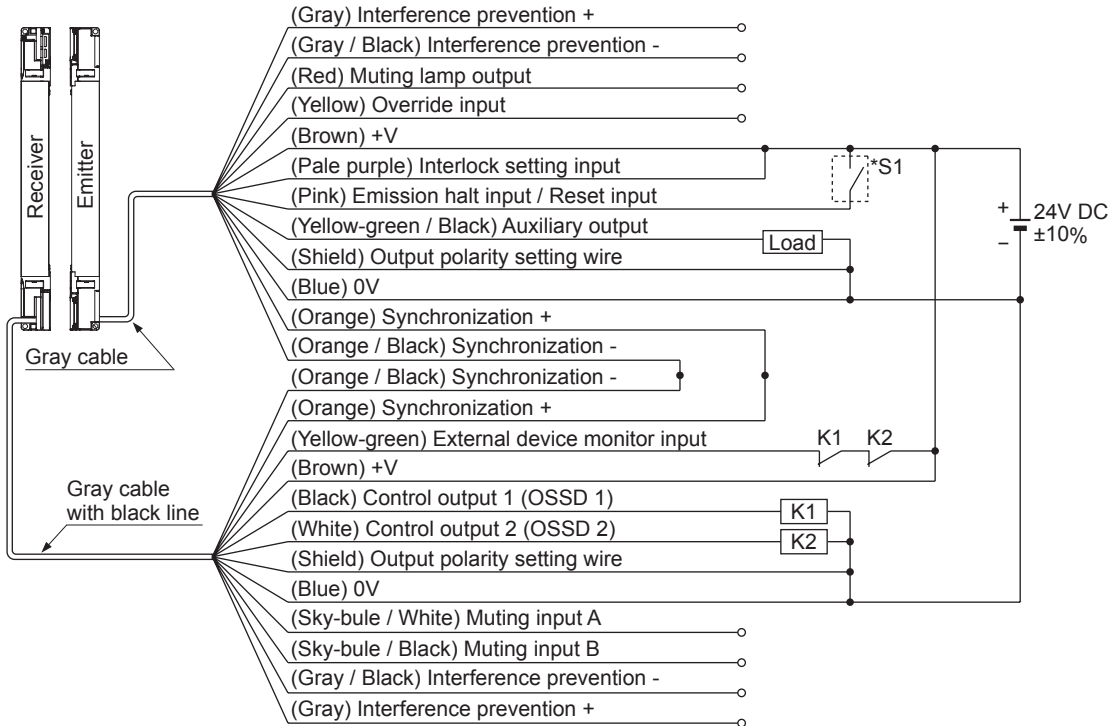 (Gray) Interference prevention +
(Gray / Black) Interference prevention -
(Red) Muting lamp output
(Yellow) Override input
(Brown) +V
(Pale purple) Interlock setting input
*S1
(Pink) Emission halt input / Reset input
+
24V DC
±10%
−
(Yellow-green / Black) Auxiliary output
Load
(Shield) Output polarity setting wire
(Blue) 0V
Receiver
Emitter
Gray cable
(Orange) Synchronization +
(Orange / Black) Synchronization -
(Orange / Black) Synchronization -
(Orange) Synchronization +
(Yellow-green) External device monitor input
K1
K2
(Brown) +V
Gray cable
with black line
(Black) Control output 1 (OSSD 1)
K1
(White) Control output 2 (OSSD 2)
K2
(Shield) Output polarity setting wire
(Blue) 0V
(Sky-bule / White) Muting input A
(Sky-bule / Black) Muting input B
(Gray / Black) Interference prevention -
(Gray) Interference prevention +